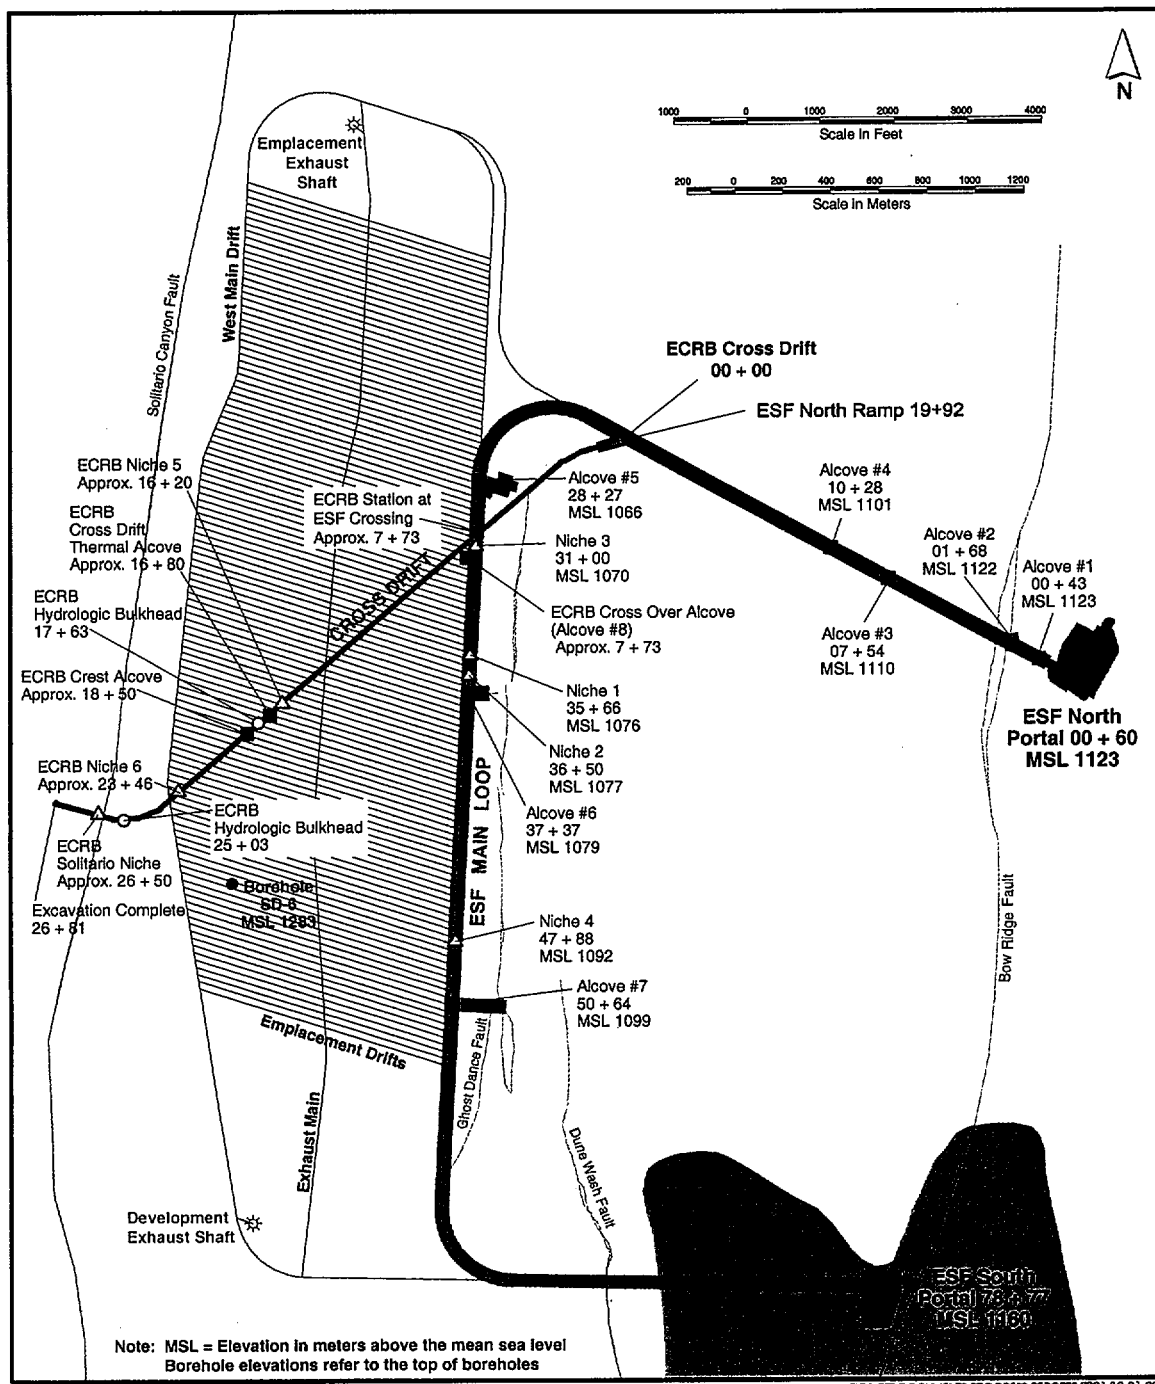 N
1000 0 1000 2000 3000 4000
Scale in Feet
200 0 200 400 600 800 1000 1200
Scale in Meters
Emplacement
Exhaust
Shaft
West Main Drift
Solitario Canyon Fault
ECRB Cross Drift
00 + 00
ESF North Ramp 19+92
ECRB Niche 5
Approx. 16 + 20
ECRB
Cross Drift
Thermal Alcove
Approx. 16 + 80
ECRB
Hydrologic Bulkhead
17 + 63
ECRB Crest Alcove
Approx. 18 + 50
ECRB Niche 6
Approx. 23 + 46
ECRB
Solitario Niche
Approx. 26 + 50
Excavation Complete
26 + 81
ECRB
Hydrologic Bulkhead
25 + 03
Borehole
SD-6
MSL 1283
ECRB Station at
ESF Crossing
Approx. 7 + 73
CROSS DRIFT
Alcove #5
28 + 27
MSL 1066
Niche 3
31 + 00
MSL 1070
ECRB Cross Over Alcove
(Alcove #8)
Approx. 7 + 73
Niche 1
35 + 66
MSL 1076
Niche 2
36 + 50
MSL 1077
Alcove #6
37 + 37
MSL 1079
ESF MAIN LOOP
Niche 4
47 + 88
MSL 1092
Alcove #7
50 + 64
MSL 1099
Alcove #4
10 + 28
MSL 1101
Alcove #3
07 + 54
MSL 1110
Alcove #2
01 + 68
MSL 1122
Alcove #1
00 + 43
MSL 1123
ESF North
Portal 00 + 60
MSL 1123
Bow Ridge Fault
Ghost Dance Fault
Dune Wash Fault
Emplacement Drifts
Exhaust Main
Development
Exhaust Shaft
ESF South
Portal 78 + 77
MSL 1160
Note: MSL = Elevation in meters above the mean sea level
Borehole elevations refer to the top of boreholes